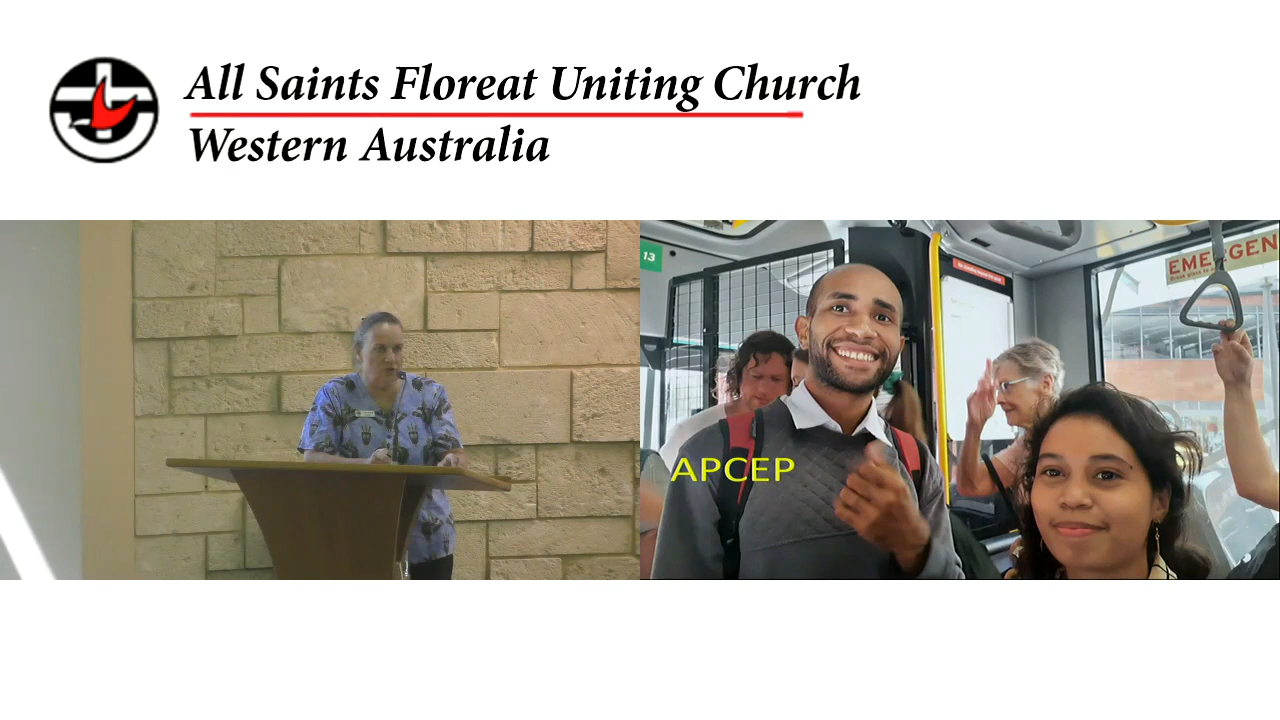 All Saints Floreat Uniting Church
Western Australia
13
EMERGEN
APCEP